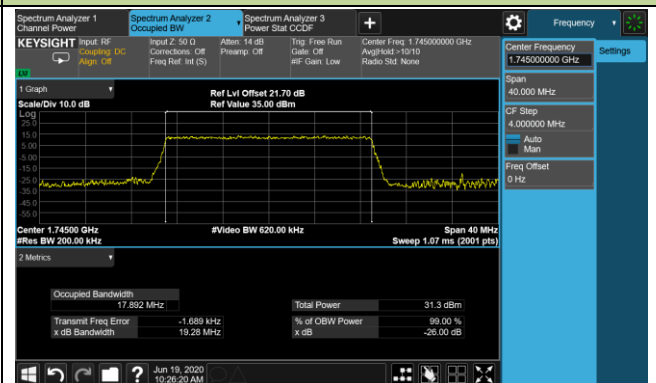 Spectrum Analyzer 1
Channel Power
Spectrum Analyzer 2
Occupied BW
Spectrum Analyzer 3
Power Stat CCDF
+
Frequency
KEYSIGHT
Input: RF
Coupling: DC
Align: Off
Input Z: 50 Ω
Corrections: Off
Freq Ref: Int (S)
Atten: 14 dB
Preamp: Off
Trig: Free Run
Gate: Off
#IF Gain: Low
Center Freq: 1.745000000 GHz
Avg|Hold:>10/10
Radio Std: None
Center Frequency
1.745000000 GHz
Settings
Span
40.000 MHz
CF Step
4.000000 MHz
Auto
Man
Freq Offset
0 Hz
1 Graph
Scale/Div 10.0 dB
Ref Lvl Offset 21.70 dB
Ref Value 35.00 dBm
Log
25.0
15.0
5.00
-5.00
-15.0
-25.0
-35.0
-45.0
-55.0
Center 1.74500 GHz
#Res BW 200.00 kHz
#Video BW 620.00 kHz
Span 40 MHz
Sweep 1.07 ms (2001 pts)
2 Metrics
Occupied Bandwidth
17.892 MHz
Total Power 31.3 dBm
Transmit Freq Error -1.689 kHz
% of OBW Power 99.00 %
x dB Bandwidth 19.28 MHz
x dB -26.00 dB
?
Jun 19, 2020
10:26:20 AM